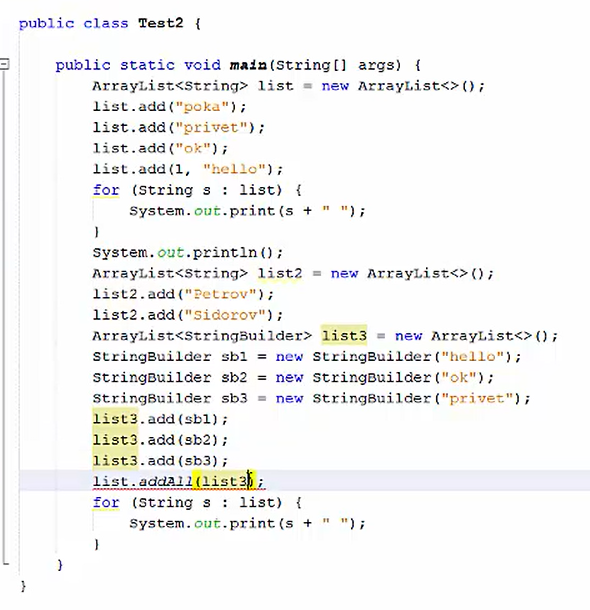 public class Test2 {
public static void main(String[] args) {
ArrayList<String> list = new ArrayList<>();
list.add("poka");
list.add("privet");
list.add("ok");
list.add(1, "hello");
for (String s : list) {
System.out.print(s + " ");
}
System.out.println();
ArrayList<String> list2 = new ArrayList<>();
list2.add("Petrov");
list2.add("Sidorov");
ArrayList<StringBuilder> list3 = new ArrayList<>();
StringBuilder sb1 = new StringBuilder("hello");
StringBuilder sb2 = new StringBuilder("ok");
StringBuilder sb3 = new StringBuilder("privet");
list3.add(sb1);
list3.add(sb2);
list3.add(sb3);
list.addAll(list3);
for (String s : list) {
System.out.print(s + " ");
}
}
}